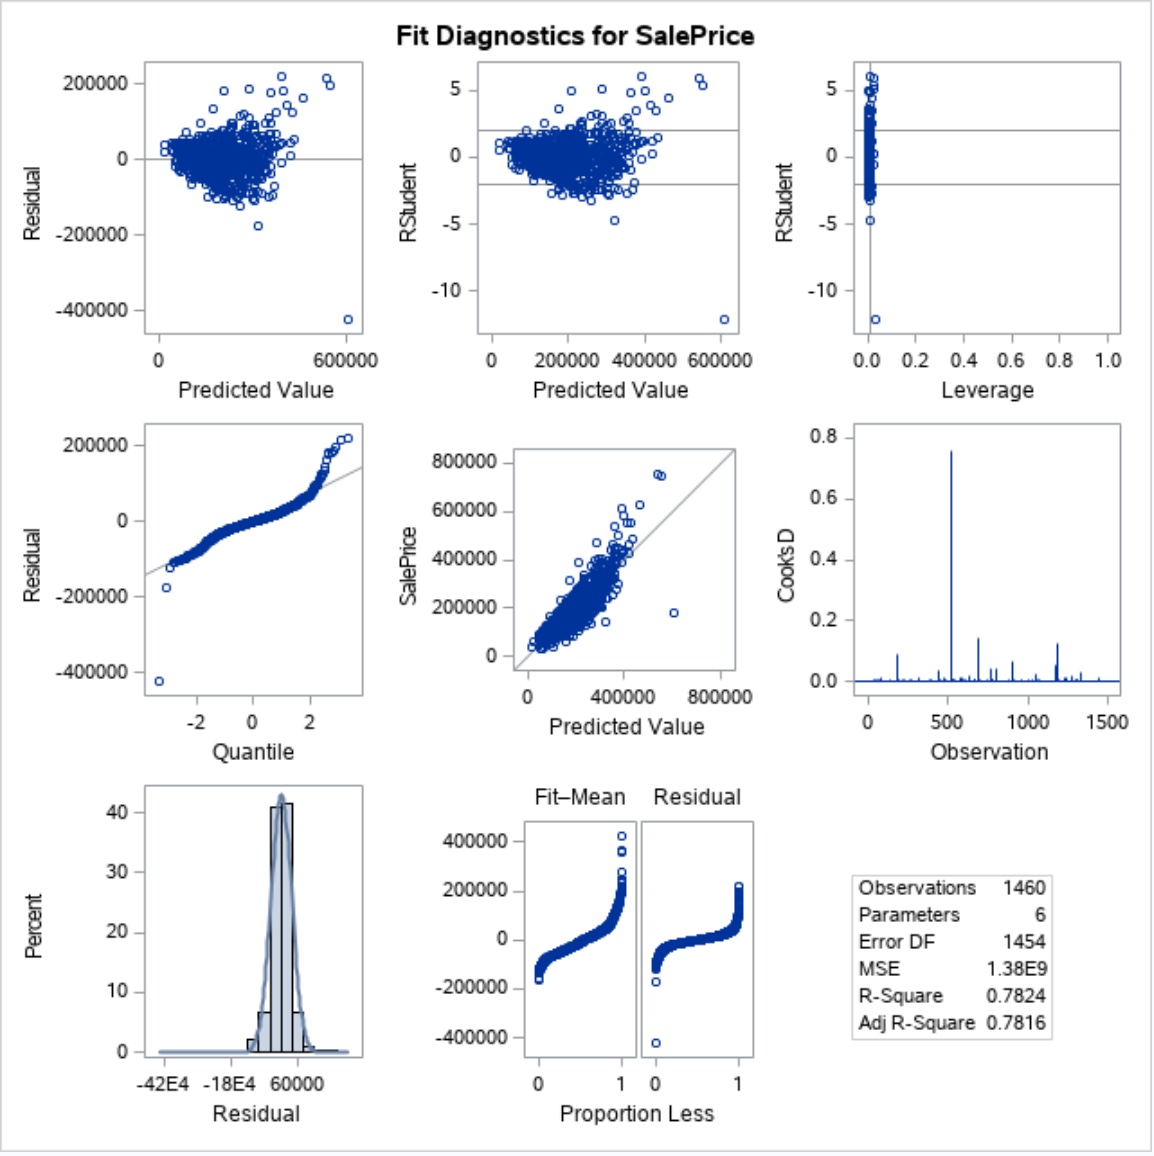 Fit Diagnostics for SalePrice
200000
0
-200000
-400000
Residual
0 600000
Predicted Value
5
0
-5
-10
RStudent
0 200000 400000 600000
Predicted Value
5
0
-5
-10
RStudent
0.0 0.2 0.4 0.6 0.8 1.0
Leverage
200000
0
-200000
-400000
Residual
-2 0 2
Quantile
800000
600000
400000
200000
0
SalePrice
0 400000 800000
Predicted Value
0.8
0.6
0.4
0.2
0.0
Cook's D
0 500 1000 1500
Observation
40
30
20
10
0
Percent
-42E4 -18E4 60000
Residual
Fit–Mean Residual
400000
200000
0
-200000
-400000
0 1 0 1
Proportion Less
Observations 1460
Parameters 6
Error DF 1454
MSE 1.38E9
R-Square 0.7824
Adj R-Square 0.7816